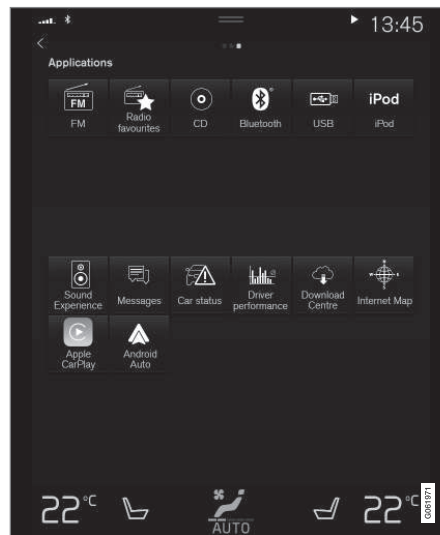 13:45
Applications
FM
FM
Radio
favourites
CD
Bluetooth
USB
iPod
iPod
Sound
Experience
Messages
Car status
Driver
performance
Download
Centre
Internet Map
Apple
CarPlay
Android
Auto
22°C
AUTO
22°C
G061971